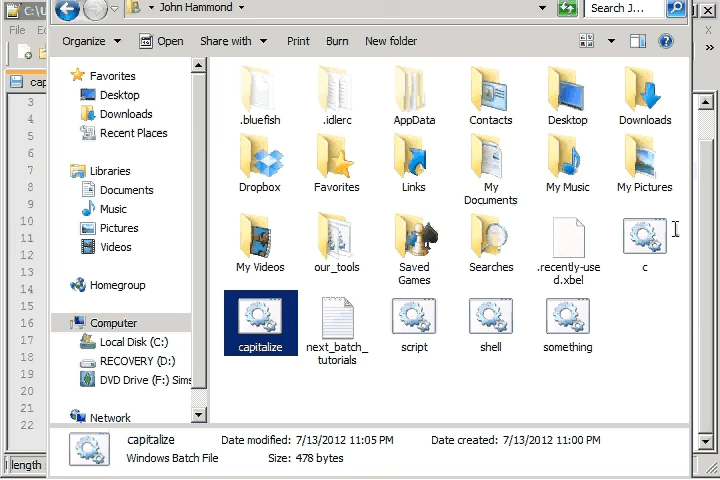 C:\U
John Hammond
Search J...
File Ed
X
Organize Open Share with Print Burn New folder
cap
Favorites
Desktop
Downloads
Recent Places
Libraries
Documents
Music
Pictures
Videos
Homegroup
Computer
Local Disk (C:)
RECOVERY (D:)
DVD Drive (F:) Sims
Network
3
4
5
6
7
8
9
10
11
12
13
14
15
16
17
18
19
20
21
22
.bluefish .idlerc AppData Contacts Desktop Downloads
Dropbox Favorites Links My Documents My Music My Pictures
My Videos our_tools Saved Games Searches .recently-used.xbel c
capitalize next_batch_tutorials script shell something
capitalize Date modified: 7/13/2012 11:05 PM Date created: 7/13/2012 11:00 PM
Windows Batch File Size: 478 bytes
length